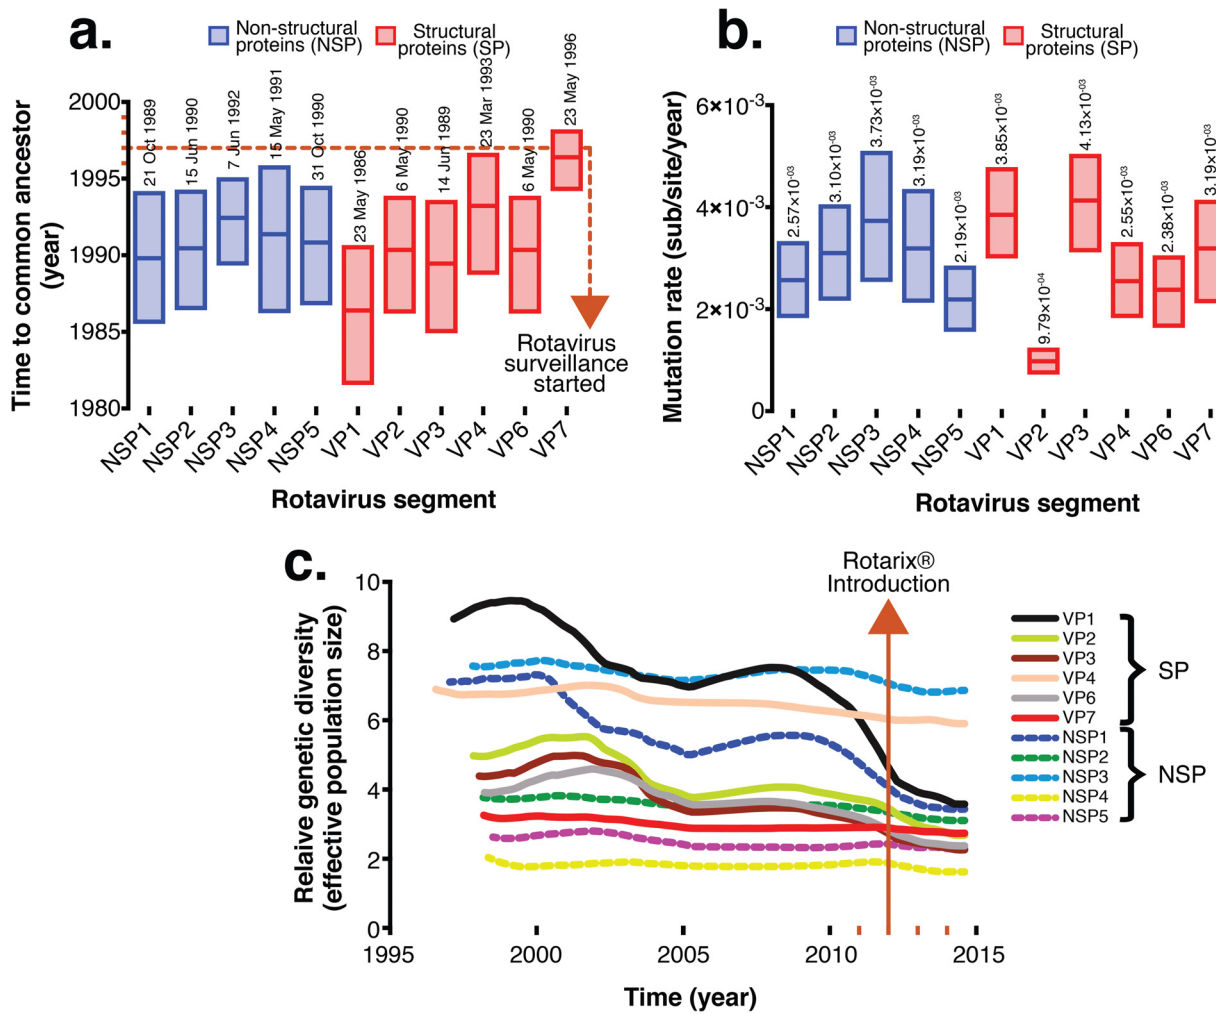 a.
Non-structural
proteins (NSP)
Structural
proteins (SP)
Time to common ancestor
(year)
2000
1995
1990
1985
1980
21 Oct 1989
15 Jun 1990
7 Jun 1992
15 May 1991
31 Oct 1990
23 May 1986
6 May 1990
14 Jun 1989
23 Mar 1993
6 May 1990
23 May 1996
Rotavirus
surveillance
started
NSP1
NSP2
NSP3
NSP4
NSP5
VP1
VP2
VP3
VP4
VP6
VP7
Rotavirus segment
b.
Non-structural
proteins (NSP)
Structural
proteins (SP)
Mutation rate (sub/site/year)
6×10⁻³
4×10⁻³
2×10⁻³
0
2.57×10⁻⁰³
3.10×10⁻⁰³
3.73×10⁻⁰³
3.19×10⁻⁰³
2.19×10⁻⁰³
3.85×10⁻⁰³
9.79×10⁻⁰⁴
4.13×10⁻⁰³
2.55×10⁻⁰³
2.38×10⁻⁰³
3.19×10⁻⁰³
NSP1
NSP2
NSP3
NSP4
NSP5
VP1
VP2
VP3
VP4
VP6
VP7
Rotavirus segment
c.
Rotarix®
Introduction
Relaive genetic diversity
(effective population size)
10
8
6
4
2
0
1995
2000
2005
2010
2015
Time (year)
VP1
VP2
VP3
VP4
VP6
VP7
NSP1
NSP2
NSP3
NSP4
NSP5
SP
NSP